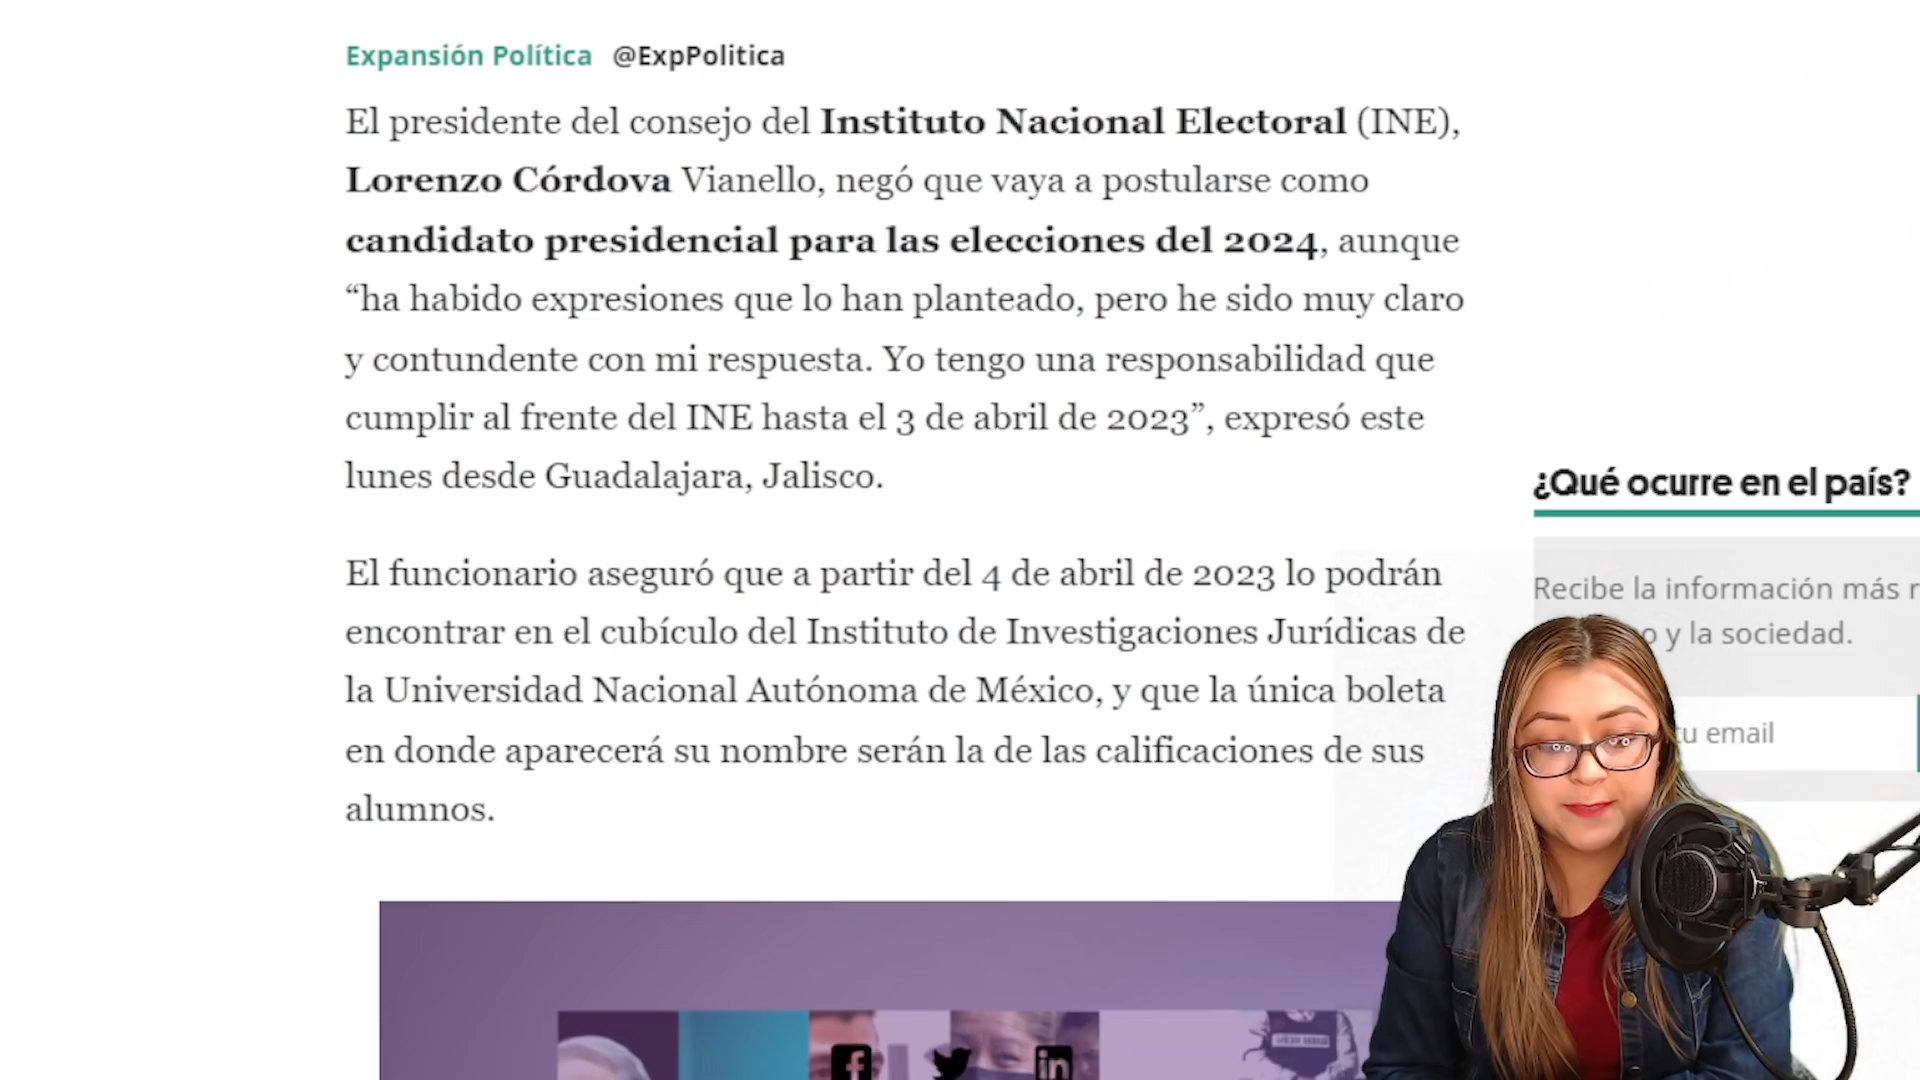 Expansión Política @ExpPolitica
El presidente del consejo del Instituto Nacional Electoral (INE),
Lorenzo Córdova Vianello, negó que vaya a postularse como
candidato presidencial para las elecciones del 2024, aunque
“ha habido expresiones que lo han planteado, pero he sido muy claro
y contundente con mi respuesta. Yo tengo una responsabilidad que
cumplir al frente del INE hasta el 3 de abril de 2023”, expresó este
lunes desde Guadalajara, Jalisco.
El funcionario aseguró que a partir del 4 de abril de 2023 lo podrán
encontrar en el cubículo del Instituto de Investigaciones Jurídicas de
la Universidad Nacional Autónoma de México, y que la única boleta
en donde aparecerá su nombre serán la de las calificaciones de sus
alumnos.
¿Qué ocurre en el país?
Recibe la información más
y la sociedad.
tu email